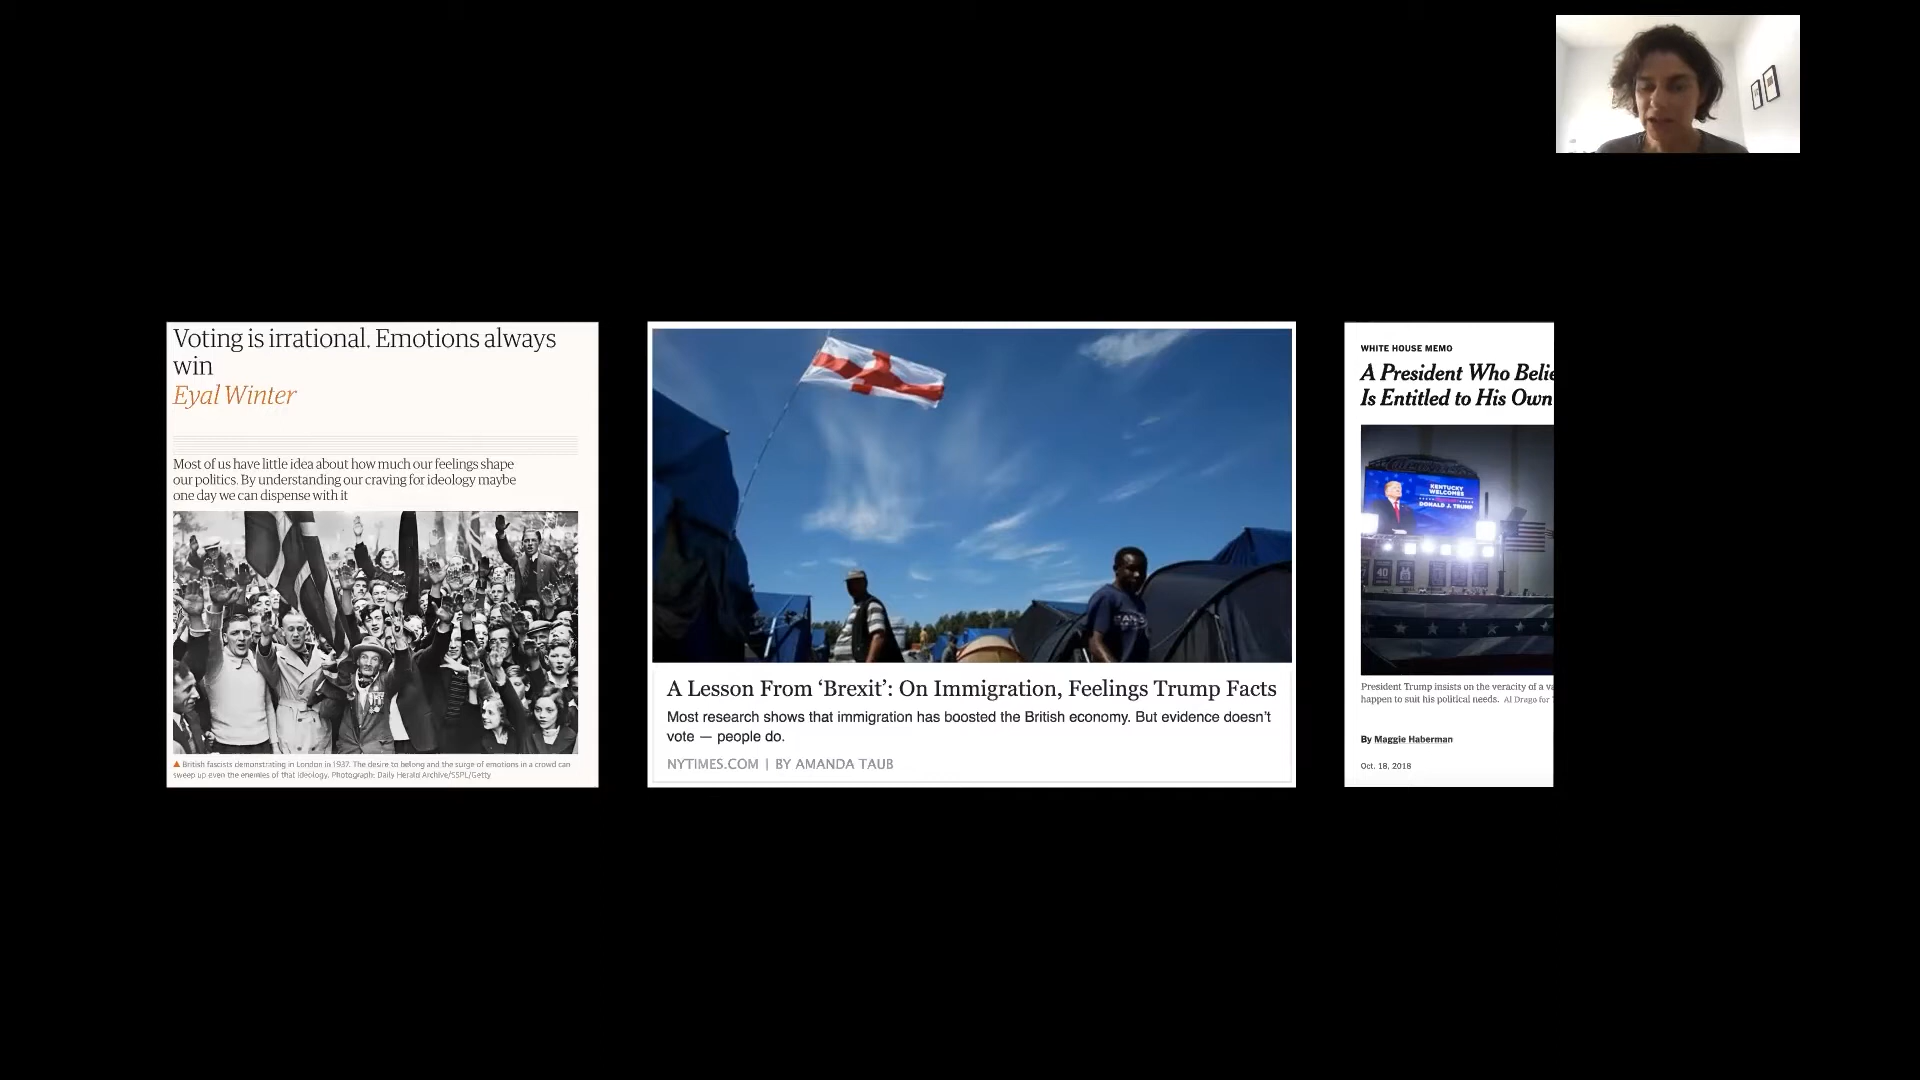 Voting is irrational. Emotions always
win
Eyal Winter
Most of us have little idea about how much our feelings shape
our politics. By understanding our craving for ideology maybe
one day we can dispense with it
British fascists demonstrating in London in 1937. The desire to belong and the surge of emotions in a crowd can
sweep up even the enemies of that ideology. Photograph: Daily Herald Archive/SSPL/Getty
A Lesson From ‘Brexit’: On Immigration, Feelings Trump Facts
Most research shows that immigration has boosted the British economy. But evidence doesn’t
vote — people do.
NYTIMES.COM | BY AMANDA TAUB
WHITE HOUSE MEMO
A President Who Belie
Is Entitled to His Own
KENTUCKY
WELCOMES
DONALD J. TRUMP
40
President Trump insists on the veracity of a va
happen to suit his political needs. Al Drago for
By Maggie Haberman
Oct. 18, 2018